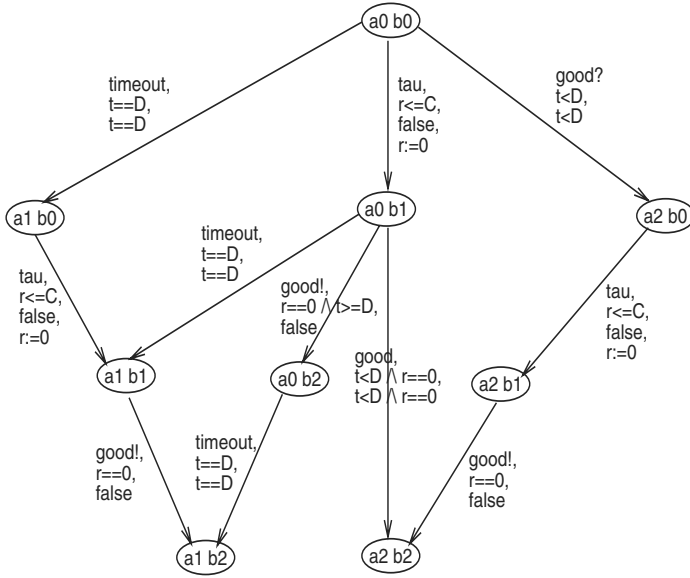 a0 b0
timeout,
t==D,
t==D
tau,
r<=C,
false,
r:=0
good?
t<D,
t<D
a1 b0
a0 b1
a2 b0
timeout,
t==D,
t==D
tau,
r<=C,
false,
r:=0
good!,
r==0 /\ t>=D,
false
tau,
r<=C,
false,
r:=0
a1 b1
a0 b2
good,
t<D /\ r==0,
t<D /\ r==0
a2 b1
good!,
r==0,
false
timeout,
t==D,
t==D
good!,
r==0,
false
a1 b2
a2 b2